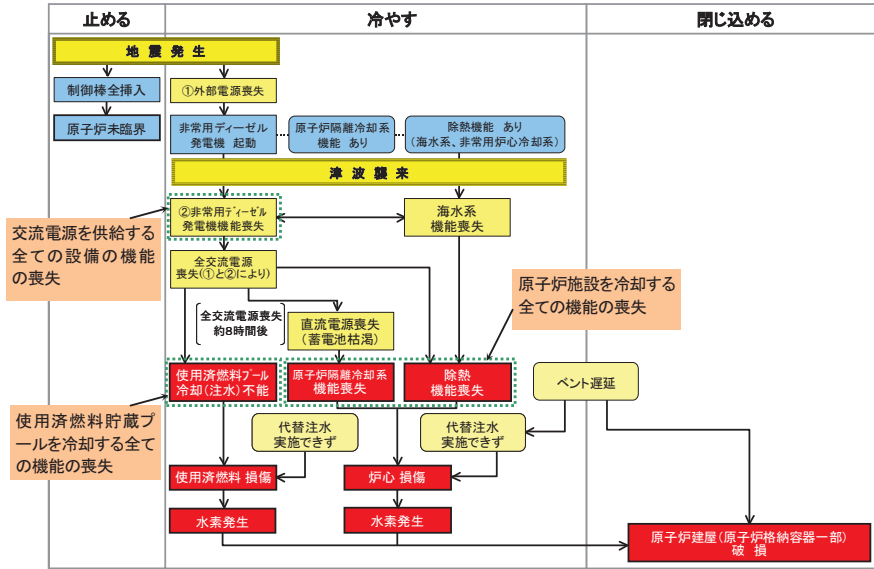 止める
冷やす
閉じ込める
地 震 発 生
制御棒全挿入
①外部電源喪失
原子炉未臨界
非常用ディーゼル
発電機 起動
原子炉隔離冷却系
機能 あり
除熱機能 あり
(海水系、非常用炉心冷却系)
津 波 襲 来
②非常用ディーゼル
発電機機能喪失
海水系
機能喪失
交流電源を供給する
全ての設備の機能
の喪失
全交流電源
喪失(①と②により)
原子炉施設を冷却する
全ての機能の喪失
全交流電源喪失
約8時間後
直流電源喪失
(蓄電池枯渇)
使用済燃料プール
冷却(注水)不能
原子炉隔離冷却系
機能喪失
除熱
機能喪失
ベント遅延
使用済燃料貯蔵プ
ールを冷却する全て
の機能の喪失
代替注水
実施できず
代替注水
実施できず
使用済燃料 損傷
炉心 損傷
水素発生
水素発生
原子炉建屋(原子炉格納容器一部)
破 損